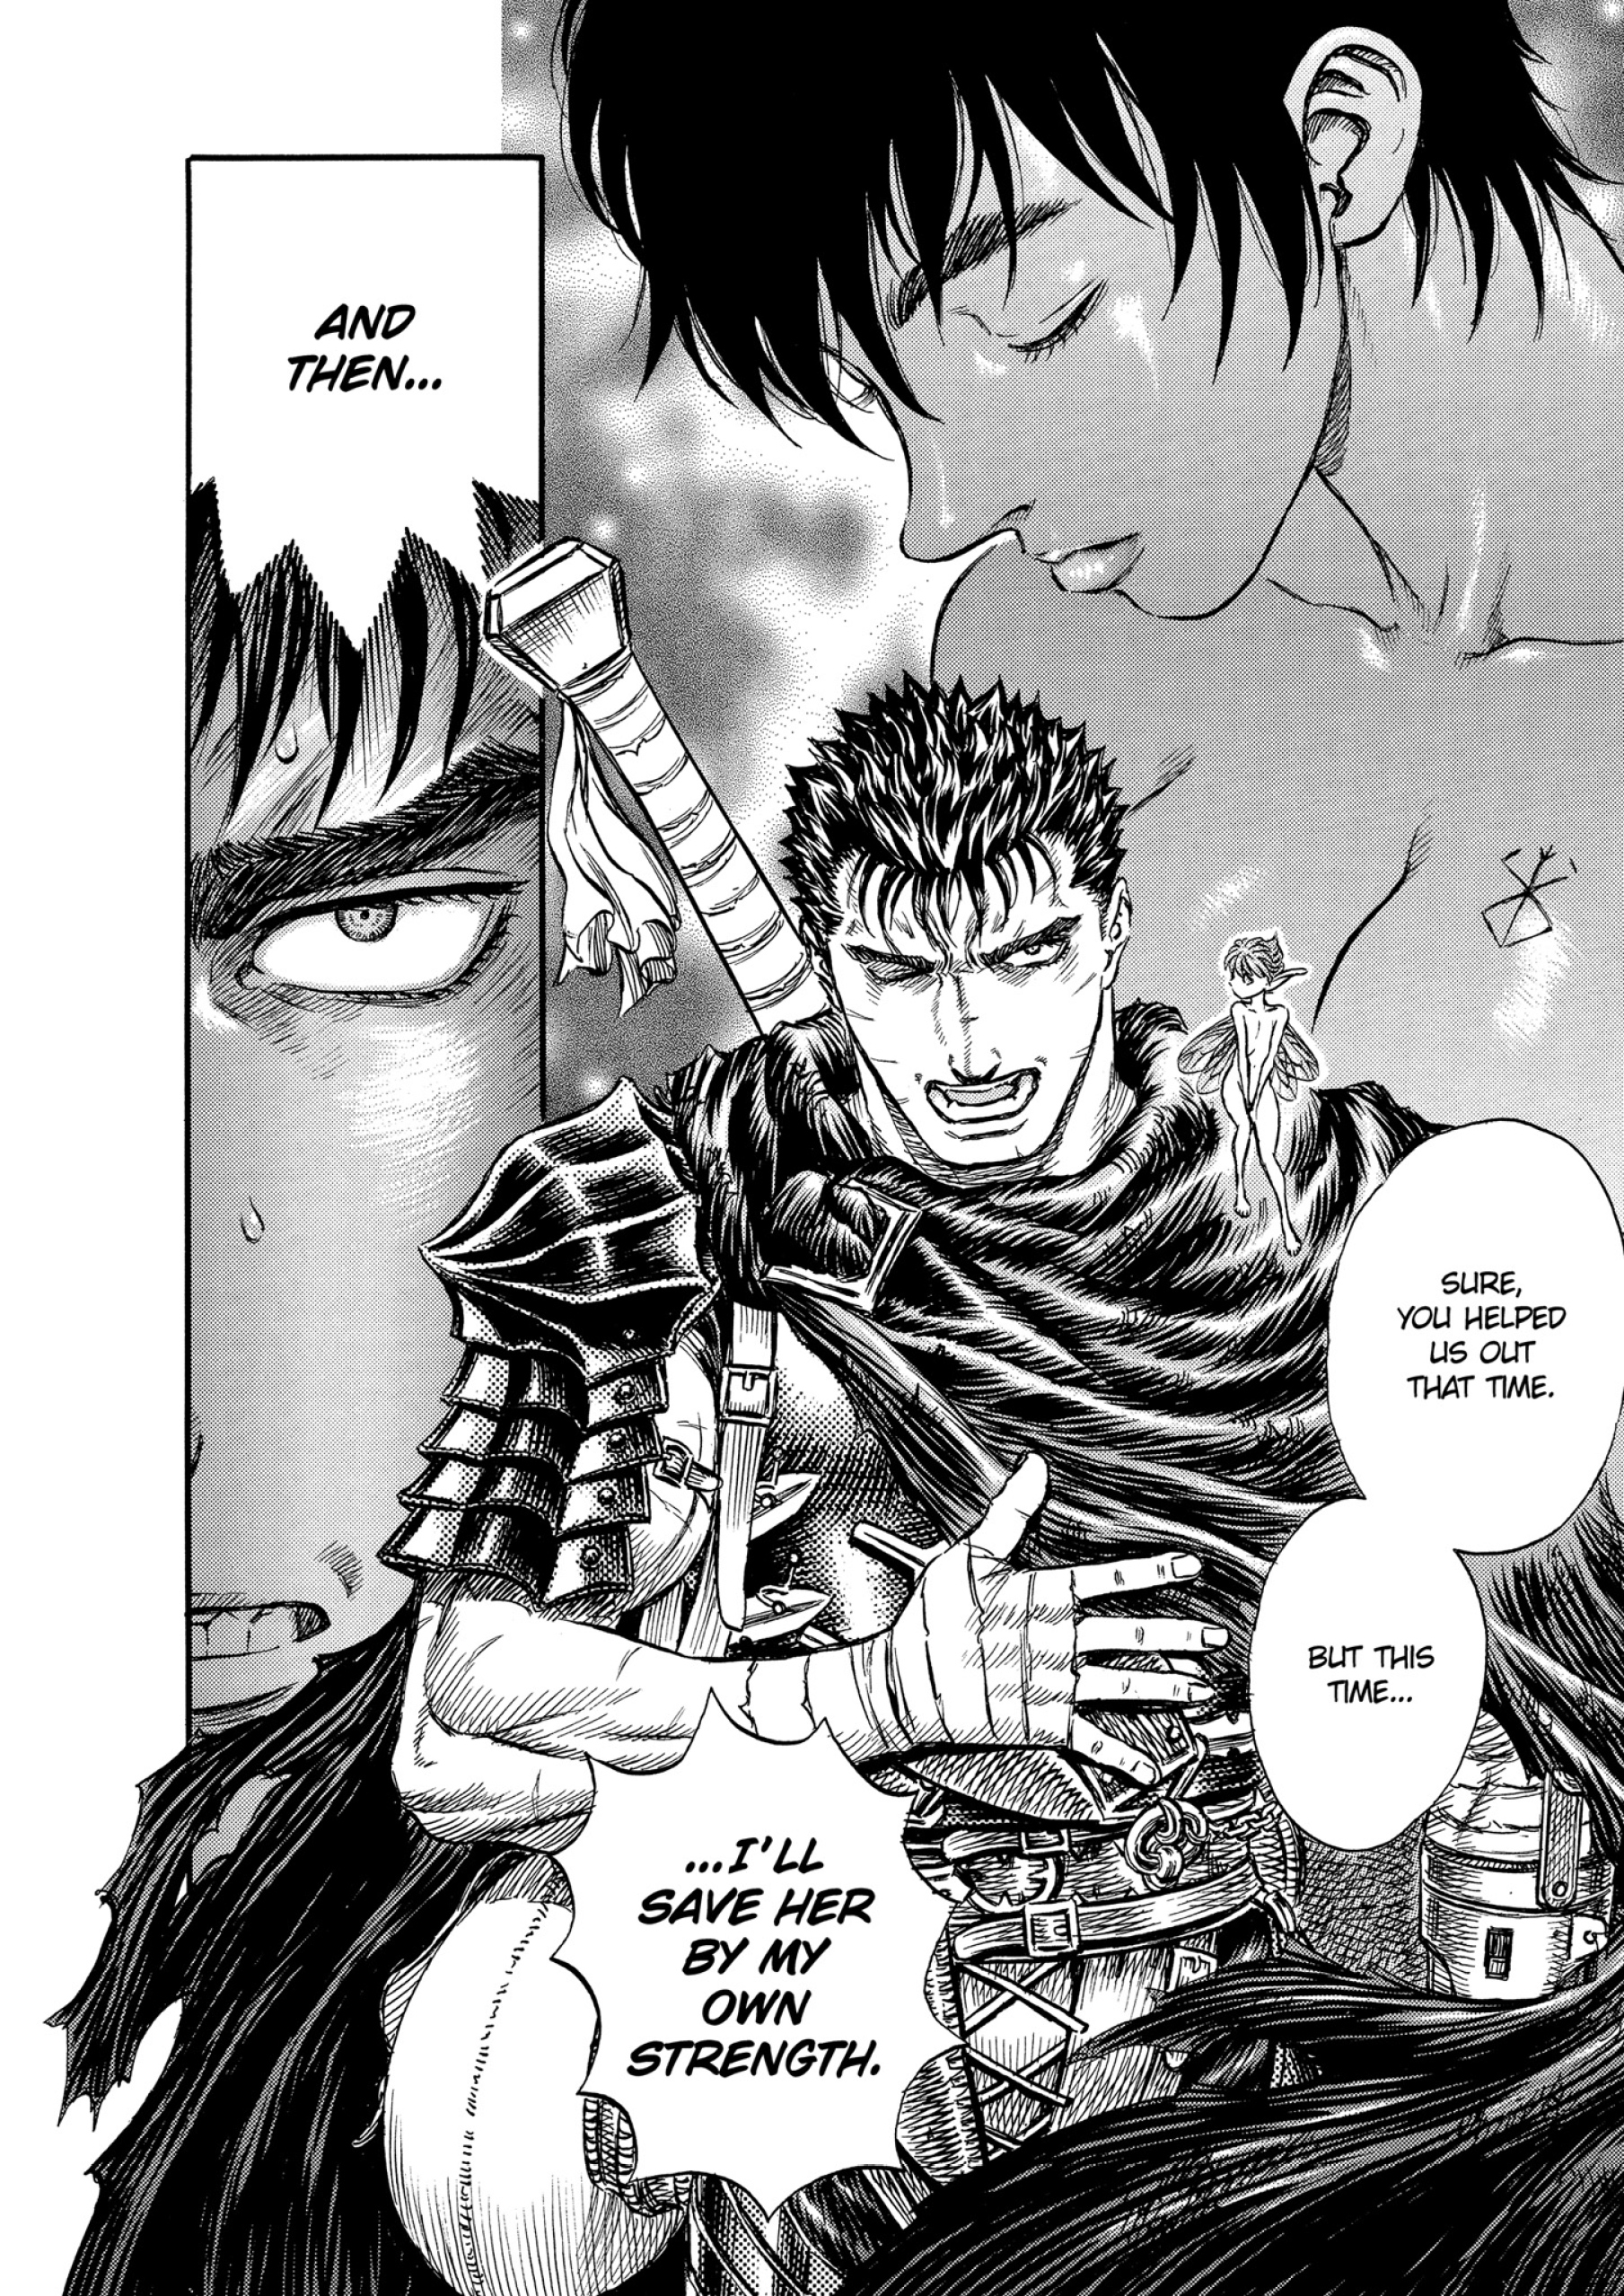 SURE,
YOU HELPED
US OUT
THAT TIME.
BUT THIS
TIME...
...I'LL
SAVE HER
BY MY
OWN
STRENGTH.
AND
THEN...